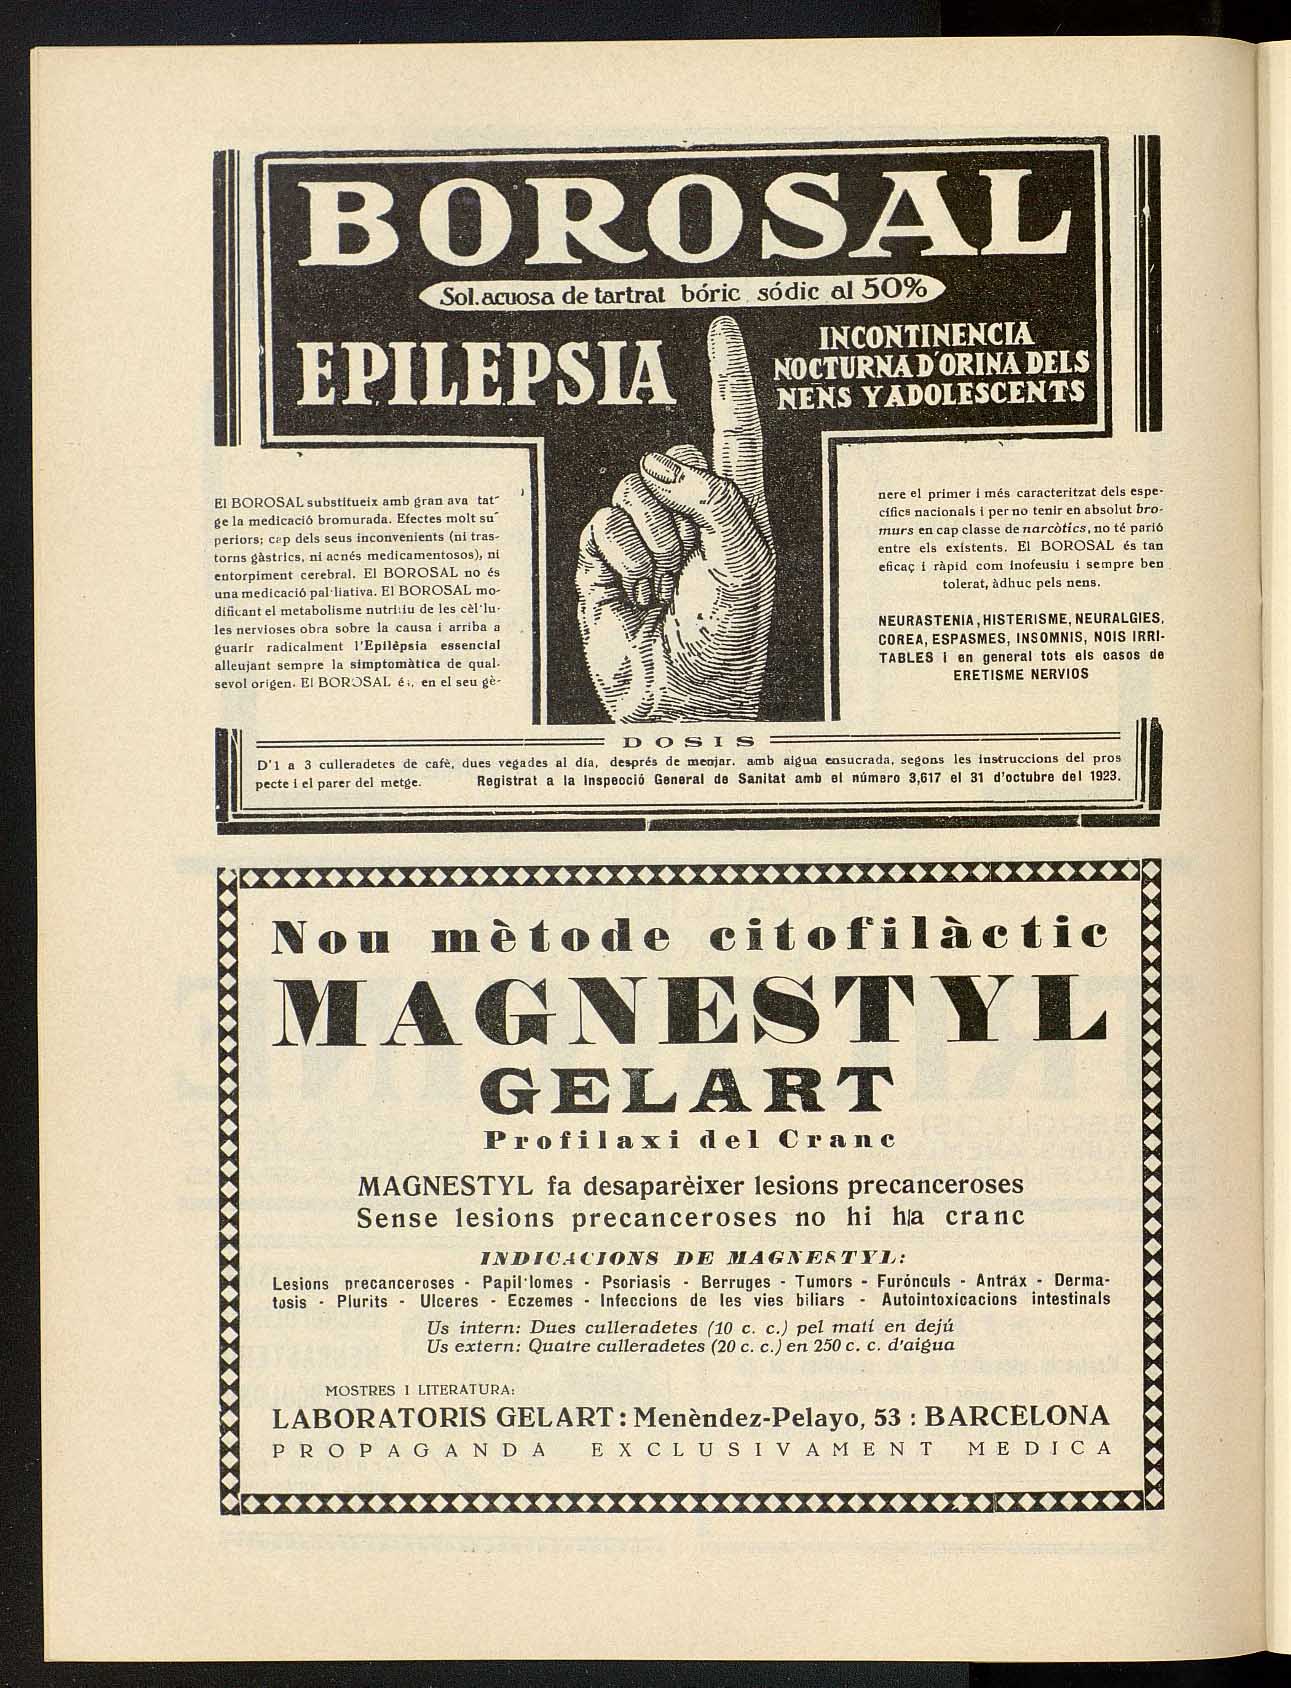 BOROSAL
Sol. acuosa de tartrat bóric sódic al 50%
EPILEPSIA
INCONTINENCIA
NOCTURNA D'ORINA DELS
NENS Y ADOLESCENTS
El BOROSAL substitueix amb gran ava tat-
ge la medicació bromurada. Efectes molt su-
periors; cap dels seus inconvenients (ni tras-
torns gàstrics, ni acnés medicamentosos), ni
entorpiment cerebral. El BOROSAL no és
una medicació pal·liativa. El BOROSAL mo-
dificant el metabolisme nutritiu de les cèl·lu-
les nervioses obra sobre la causa i arriba a
guarir radicalment l'Epilèpsia essencial
alleujant sempre la simptomàtica de qual-
sevol origen. El BOROSAL és, en el seu gè-
nere el primer i més caracteritzat dels espe-
cífics nacionals i per no tenir en absolut bro-
murs en cap classe de narcòtics, no té parió
entre els existents. El BOROSAL és tan
eficaç i ràpid com inofeusiu i sempre ben
tolerat, àdhuc pels nens.
NEURASTENIA, HISTERISME, NEURALGIES,
COREA, ESPASMES, INSOMNIS, NOIS IRRI-
TABLES i en general tots els casos de
ERETISME NERVIOS
DOSIS
D'1 a 3 culleradetes de cafè, dues vegades al día, després de menjar. amb aigua ensucrada, segons les instruccions del pros
pecte i el parer del metge. Registrat a la Inspecció General de Sanitat amb el número 3,617 el 31 d'octubre del 1923.
Nou mètode citofilàctic
MAGNESTYL
GELART
Profilaxi del Cranc
MAGNESTYL fa desaparèixer lesions precanceroses
Sense lesions precanceroses no hi ha cranc
INDICACIONS DE MAGNESTYL:
Lesions precanceroses - Papil·lomes - Psoriasis - Berruges - Tumors - Furónculs - Antrax - Derma-
tosis - Plurits - Ulceres - Eczemes - Infeccions de les vies biliars - Autointoxicacions intestinals
Us intern: Dues culleradetes (10 c. c.) pel matí en dejú
Us extern: Quatre culleradetes (20 c. c.) en 250 c. c. d'aigua
MOSTRES I LITERATURA:
LABORATORIS GELART: Menèndez-Pelayo, 53 : BARCELONA
PROPAGANDA EXCLUSIVAMENT MEDICA